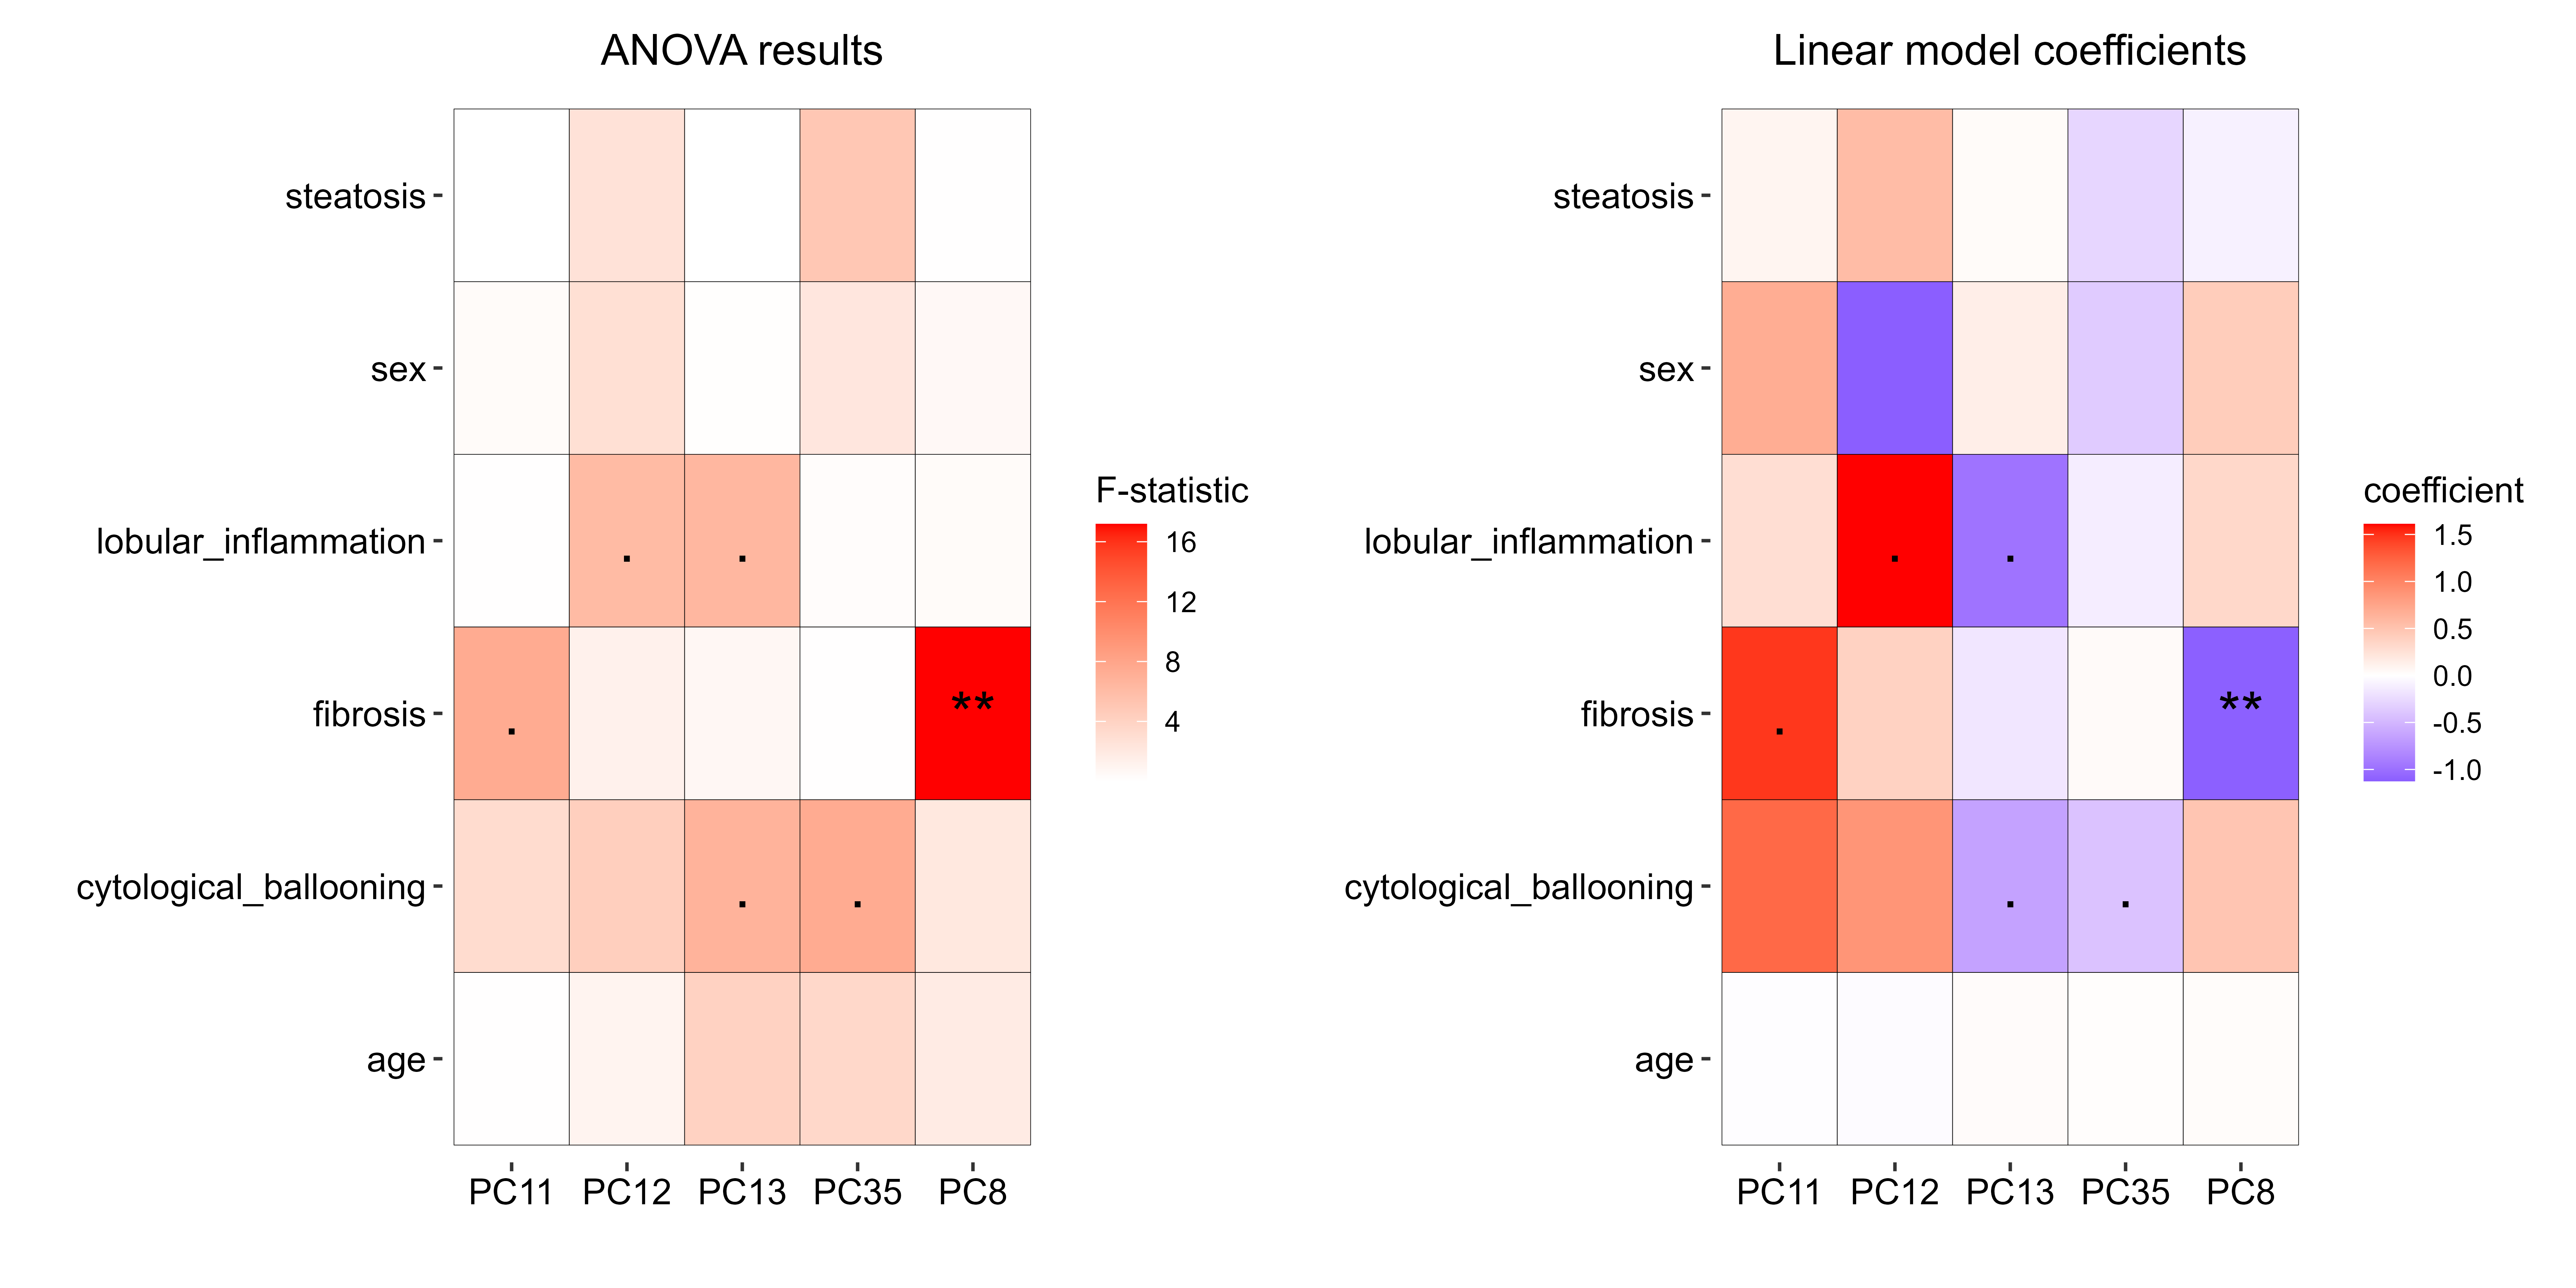 ANOVA results
steatosis
sex
lobular_inflammation
.
.
fibrosis
.
**
cytological_ballooning
.
.
age
PC11 PC12 PC13 PC35 PC8
F-statistic
16
12
8
4
Linear model coefficients
steatosis
sex
lobular_inflammation
.
.
fibrosis
.
**
cytological_ballooning
.
.
age
PC11 PC12 PC13 PC35 PC8
coefficient
1.5
1.0
0.5
0.0
-0.5
-1.0